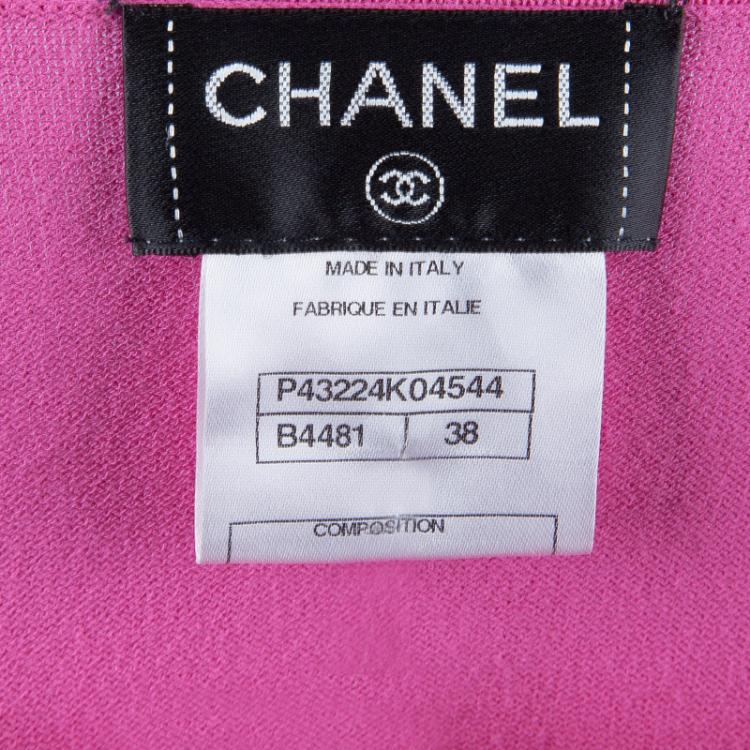 CHANEL
MADE IN ITALY
FABRIQUE EN ITALIE
P43224K04544
B4481 38
COMPOSITION